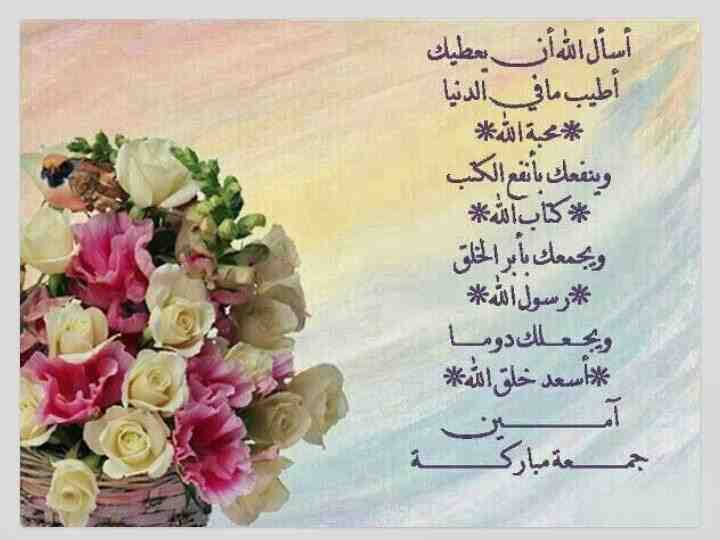 أسأل الله أن يعطيك
أطيب ما في الدنيا
*محبة الله*
وينفعك بأنفع الكتب
*كتاب الله*
ويجمعك بأبر الخلق
*رسول الله*
ويجعلك دوما
*أسعد خلق الله*
آمين
جمعة مباركة